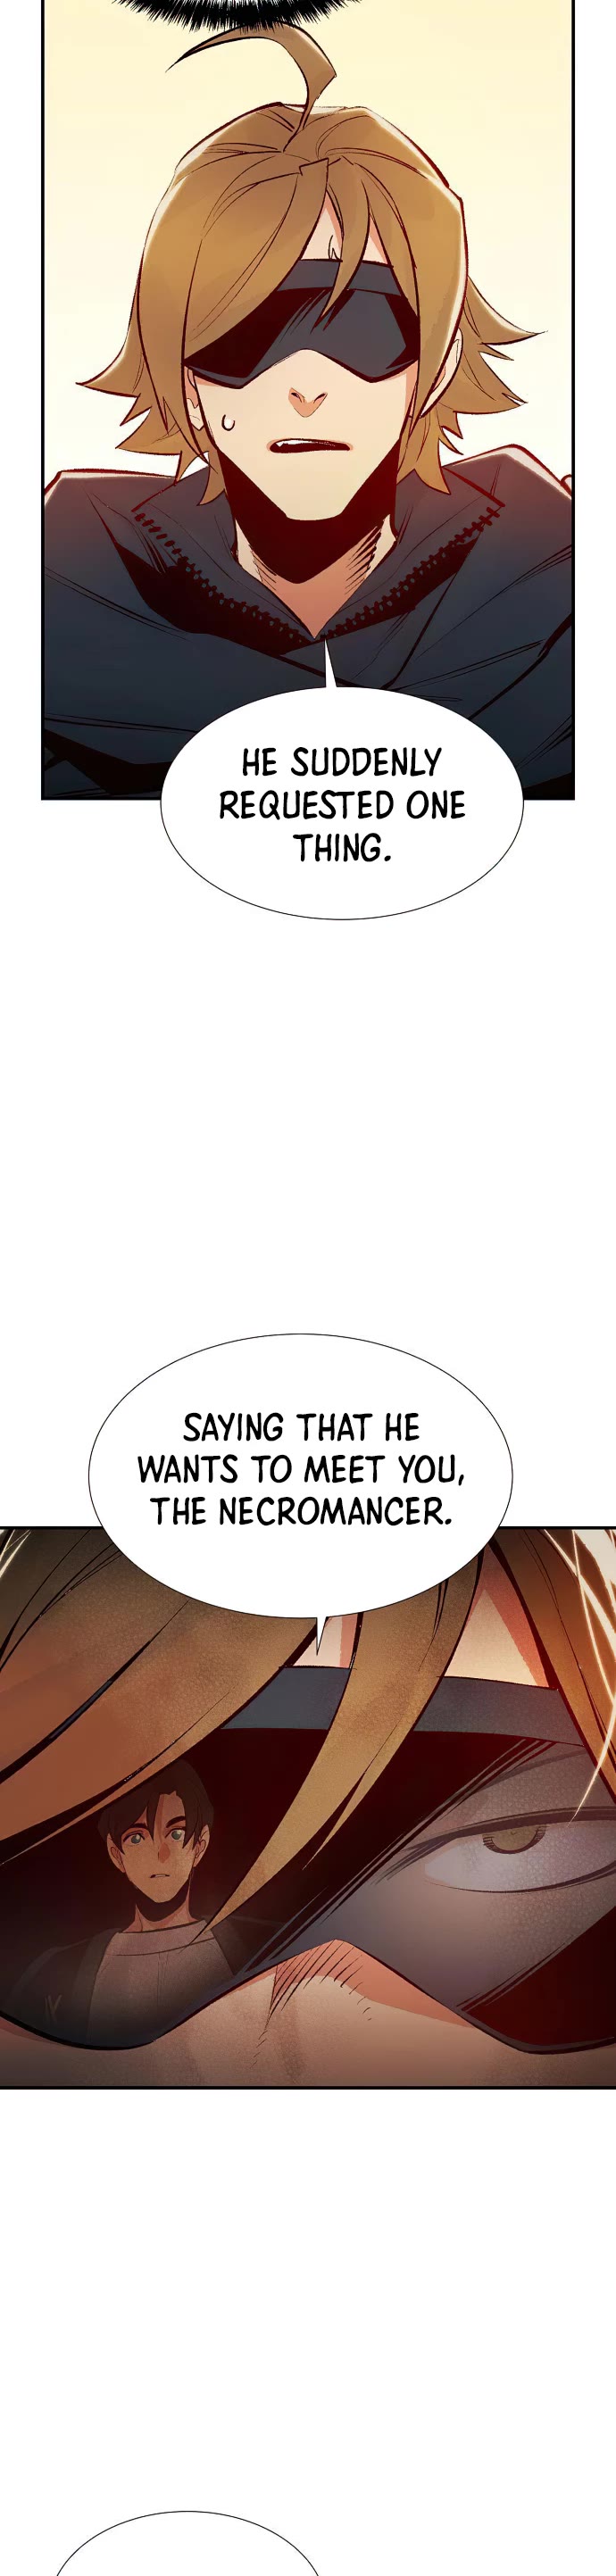 HE SUDDENLY
REQUESTED ONE
THING.
SAYING THAT HE
WANTS TO MEET YOU,
THE NECROMANCER.